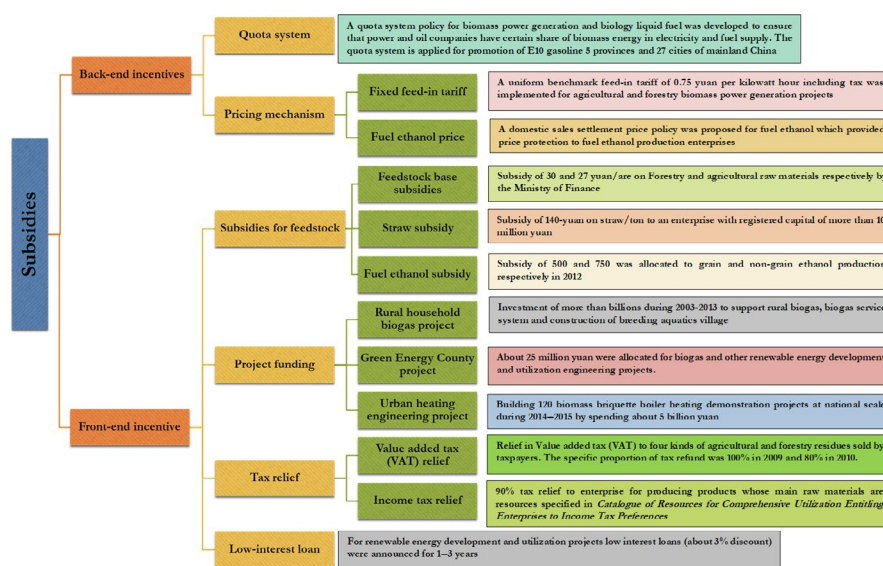 Subsidies
Back-end incentives
Quota system
A quota system policy for biomass power generation and biology liquid fuel was developed to ensure
that power and oil companies have certain share of biomass energy in electricity and fuel supply. The
quota system is applied for promotion of E10 gasoline 5 provinces and 27 cities of mainland China
Pricing mechanism
Fixed feed-in tariff
A uniform benchmark feed-in tariff of 0.75 yuan per kilowatt hour including tax was
implemented for agricultural and forestry biomass power generation projects
Fuel ethanol price
A domestic sales settlement price policy was proposed for fuel ethanol which provided
price protection to fuel ethanol production enterprises
Front-end incentive
Subsidies for feedstock
Feedstock base
subsidies
Subsidy of 30 and 27 yuan/are on Forestry and agricultural raw materials respectively by
the Ministry of Finance
Straw subsidy
Subsidy of 140-yuan on straw/ton to an enterprise with registered capital of more than 10
million yuan
Fuel ethanol subsidy
Subsidy of 500 and 750 was allocated to grain and non-grain ethanol production
respectively in 2012
Project funding
Rural household
biogas project
Investment of more than billions during 2003-2013 to support rural biogas, biogas service
system and construction of breeding aquatics village
Green Energy County
project
About 25 million yuan were allocated for biogas and other renewable energy development
and utilization engineering projects.
Urban heating
engineering project
Building 120 biomass briquette boiler heating demonstration projects at national scale
during 2014–2015 by spending about 5 billion yuan
Tax relief
Value added tax
(VAT) relief
Relief in Value added tax (VAT) to four kinds of agricultural and forestry residues sold by
taxpayers. The specific proportion of tax refund was 100% in 2009 and 80% in 2010.
Income tax relief
90% tax relief to enterprise for producing products whose main raw materials are
resources specified in Catalogue of Resources for Comprehensive Utilization Entitling
Enterprises to Income Tax Preferences
Low-interest loan
For renewable energy development and utilization projects low interest loans (about 3% discount)
were announced for 1–3 years